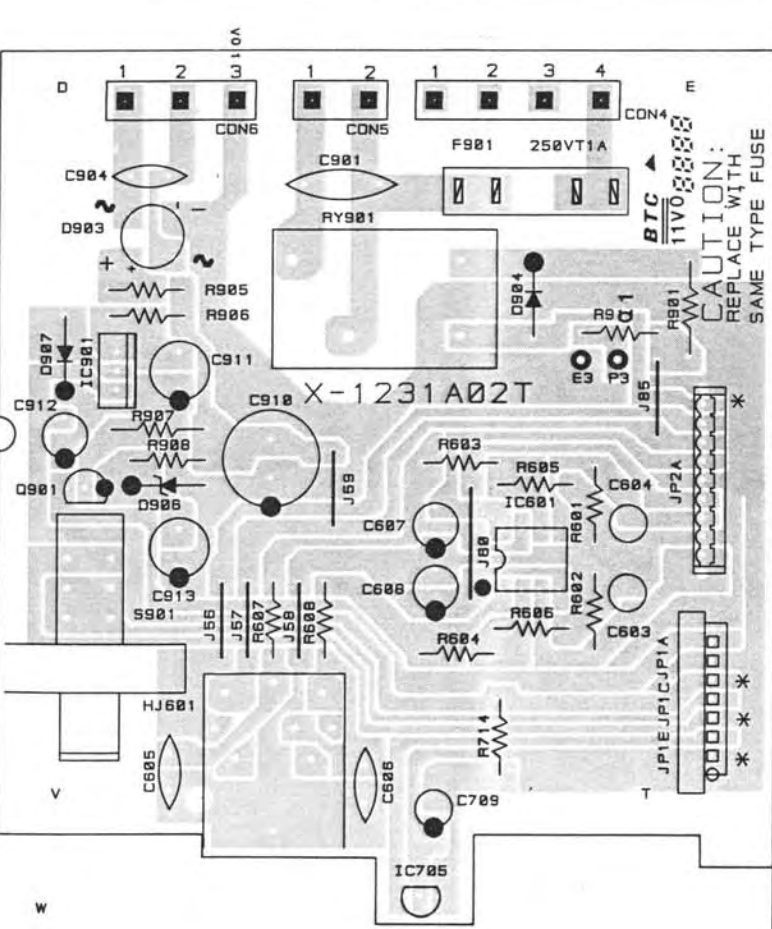 V0.1
D
1 2 3
1 2
1 2 3 4
E
CON6
CON5
CON4
F901
250VT1A
C904
C901
RY901
D903
~
-
-
+
+
~
BTC
11V0
8888
CAUTION:
REPLACE WITH
SAME TYPE FUSE
R905
R906
D904
R901
D907
IC901
C911
E3
P3
J85
X-1231A02T
C912
C910
*
R907
R908
R603
R605
Q901
D906
J59
IC601
R601
C604
JP2A
C607
J60
C913
C608
R602
S901
J56
J57
R607
J58
R608
R606
C603
R604
JP1A
JP1C
JP1E
*
*
*
HJ601
R714
C605
C606
V
C709
T
IC705
W